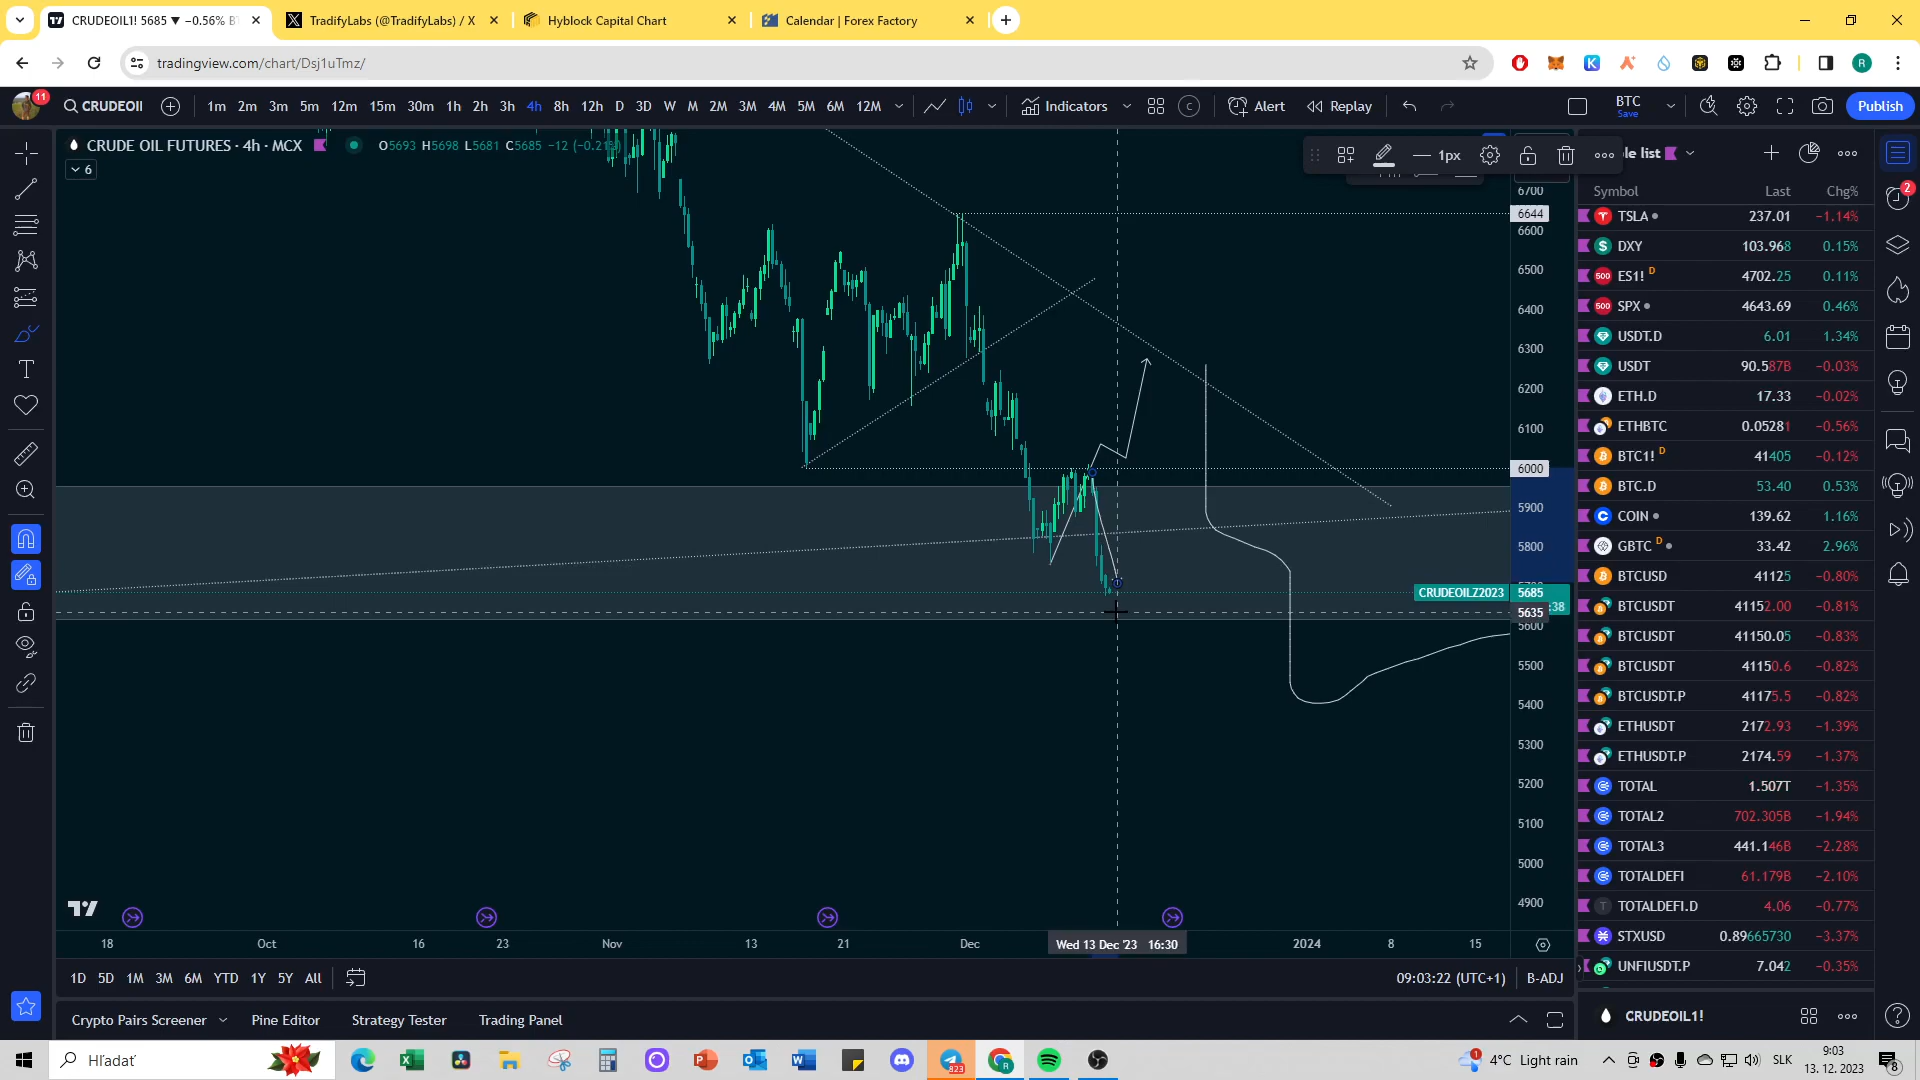 CRUDEOIL1! 5685 ▼ −0.56% B
TradifyLabs (@TradifyLabs) / X
Hyblock Capital Chart
Calendar | Forex Factory
tradingview.com/chart/Dsj1uTmz/
R
11
CRUDEOII
1m 2m 3m 5m 12m 15m 30m 1h 2h 3h 4h 8h 12h D 3D W M 2M 3M 4M 5M 6M 12M
Indicators
C
Alert
Replay
BTC
Save
Publish
CRUDE OIL FUTURES · 4h · MCX
O5693 H5698 L5681 C5685 −12 (−0.21%
6
1px
le list
2
Symbol Last Chg%
TSLA 237.01 −1.14%
DXY 103.968 0.15%
ES1! D 4702.25 0.11%
SPX 4643.69 0.46%
USDT.D 6.01 1.34%
USDT 90.587B −0.03%
ETH.D 17.33 −0.02%
ETHBTC 0.05281 −0.56%
BTC1! D 41405 −0.12%
BTC.D 53.40 0.53%
COIN 139.62 1.16%
GBTC D 33.42 2.96%
BTCUSD 41125 −0.80%
BTCUSDT 41152.00 −0.81%
BTCUSDT 41150.05 −0.83%
BTCUSDT 41150.6 −0.82%
BTCUSDT.P 41175.5 −0.82%
ETHUSDT 2172.93 −1.39%
ETHUSDT.P 2174.59 −1.37%
TOTAL 1.507T −1.35%
TOTAL2 702.305B −1.94%
TOTAL3 441.146B −2.28%
TOTALDEFI 61.179B −2.10%
TOTALDEFI.D 4.06 −0.77%
STXUSD 0.89665730 −3.37%
UNFIUSDT.P 7.042 −0.35%
6700
6644
6600
6500
6400
6300
6200
6100
6000
5900
5800
CRUDEOILZ2023 5685
:38
5635
5600
5500
5400
5300
5200
5100
5000
4900
18 Oct 16 23 Nov 13 21 Dec Wed 13 Dec '23 16:30 2024 8 15
1D 5D 1M 3M 6M YTD 1Y 5Y All
09:03:22 (UTC+1) B-ADJ
Crypto Pairs Screener
Pine Editor
Strategy Tester
Trading Panel
CRUDEOIL1!
Hľadať
823
4°C Light rain
SLK
9:03
13. 12. 2023
8